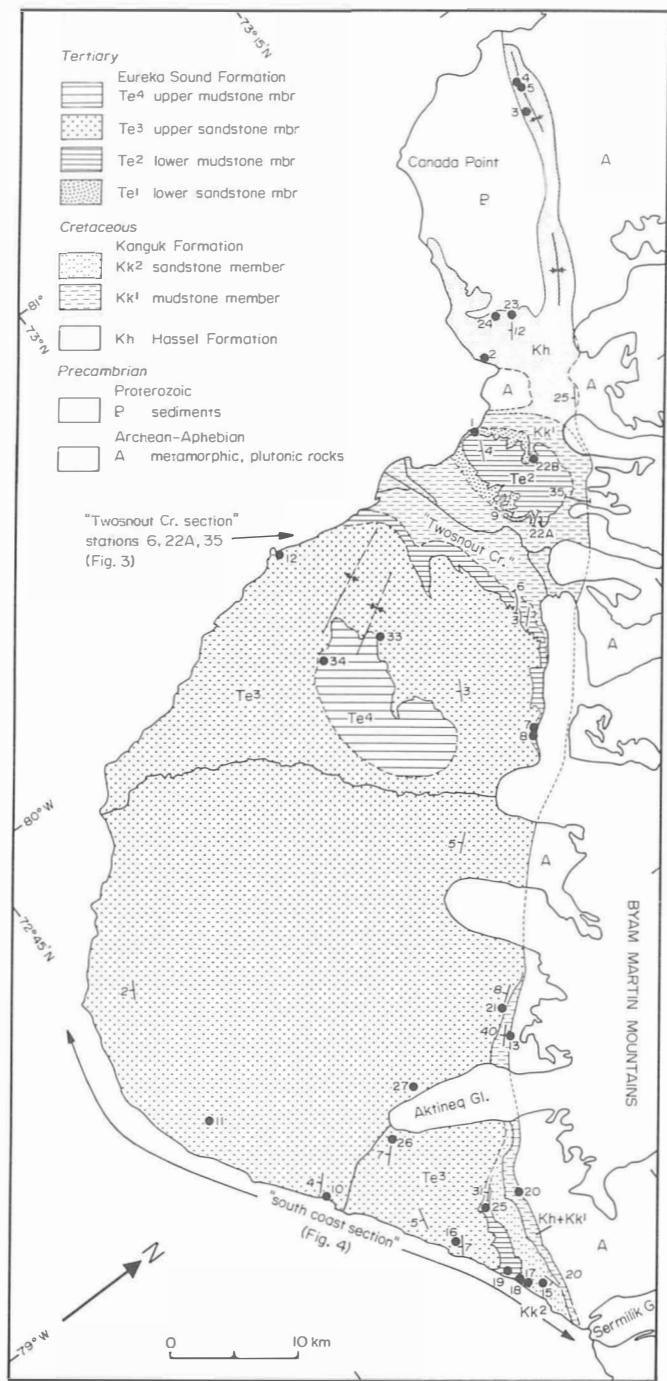 73°15'N
Tertiary
Eureka Sound Formation
Te4 upper mudstone mbr
Te3 upper sandstone mbr
Te2 lower mudstone mbr
Te1 lower sandstone mbr
Cretaceous
Kanguk Formation
Kk2 sandstone member
Kk1 mudstone member
Kh Hassel Formation
Precambrian
Proterozoic
P sediments
Archean-Aphebian
A metamorphic, plutonic rocks
4
5
3
A
Canada Point
P
81°
73°N
23
24
12
Kh
2
A
A
25
1
Kk1
4
22B
Te2
35
9
22A
"Twosnout Cr. section"
stations 6, 22A, 35
(Fig. 3)
Twosnout Cr."
12
6
3
A
33
34
Te3
3
Te4
7
8
80°W
5
A
72°45'N
BYAM MARTIN MOUNTAINS
2
8
21
40
13
27
Aktineq Gl.
11
26
7
Te3
4
10
20
31
25
Kh+Kk1
"south coast section"
(Fig. 4)
5
16
7
A
20
19
17
18
15
Kk2
Sermilik G
N
79°W
0 10 km